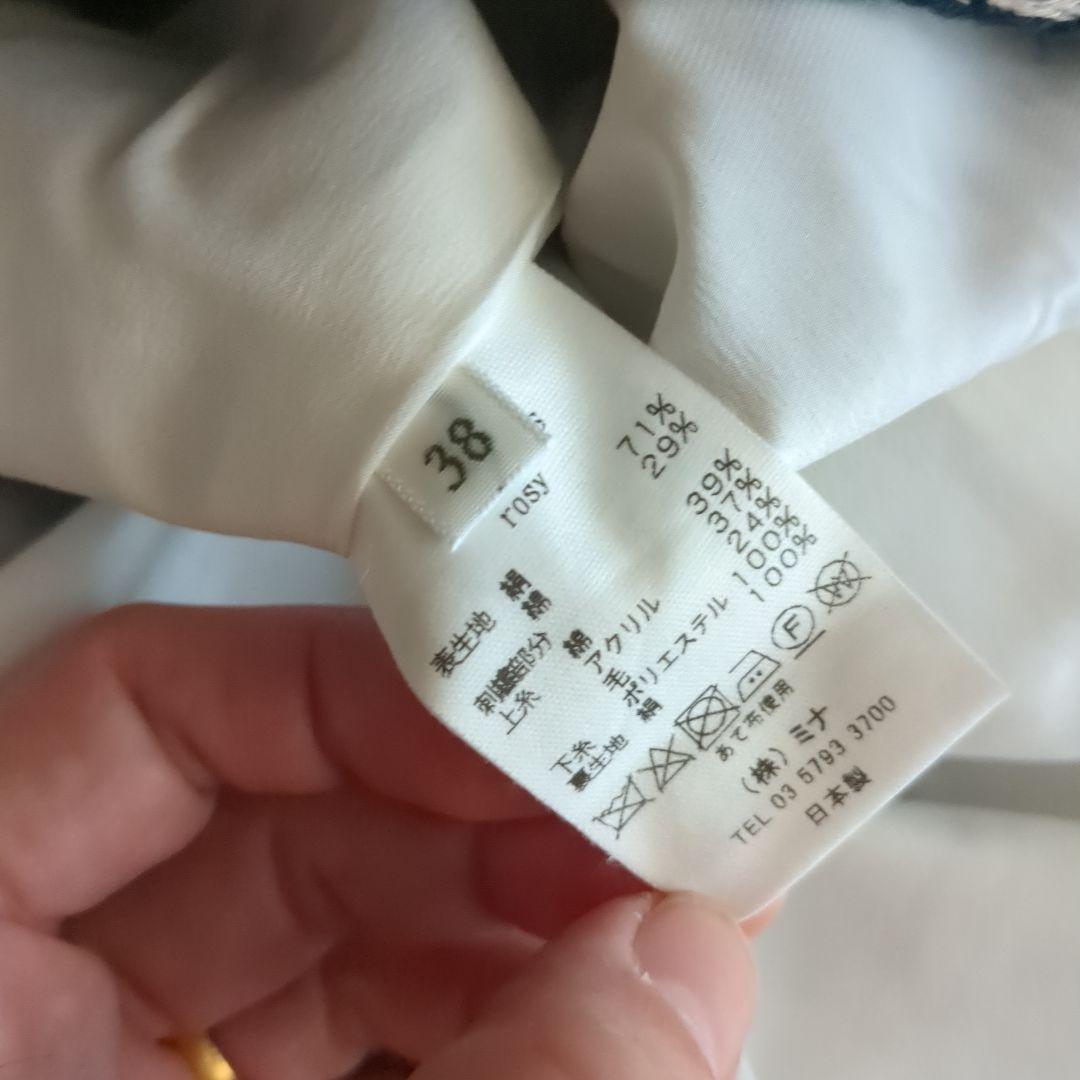 38
rosy
表生地 絹 71%
綿 29%
刺繍部分
上糸 綿 39%
アクリル 37%
毛 24%
下糸 ポリエステル 100%
裏生地 絹 100%
F
W
あて布使用
(株) ミナ
TEL 03 5793 3700
日本製